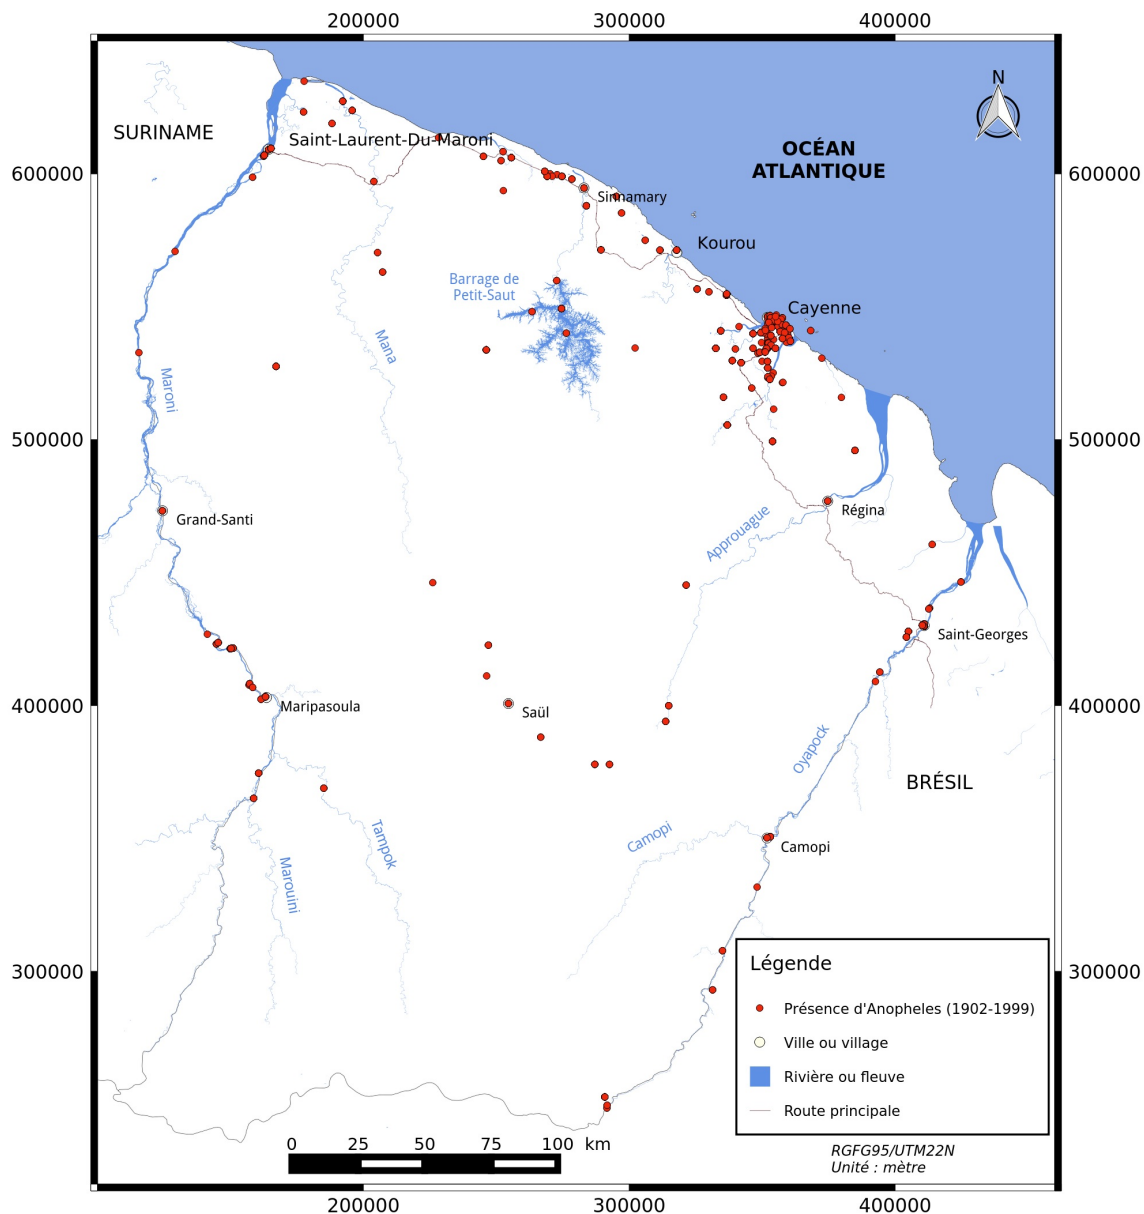 200000
300000
400000
N
SURINAME
Saint-Laurent-Du-Maroni
OCÉAN
ATLANTIQUE
600000
600000
Sinnamary
Kourou
Barrage de
Petit-Saut
Cayenne
Mana
Maroni
500000
500000
Grand-Santi
Régina
Approuague
Saint-Georges
400000
400000
Maripasoula
Saül
Oyapock
BRÉSIL
Camopi
Tampok
Camopi
Marouini
300000
300000
Légende
Présence d'Anopheles (1902-1999)
Ville ou village
Rivière ou fleuve
Route principale
0 25 50 75 100 km
RGFG95/UTM22N
Unité : mètre
200000
300000
400000